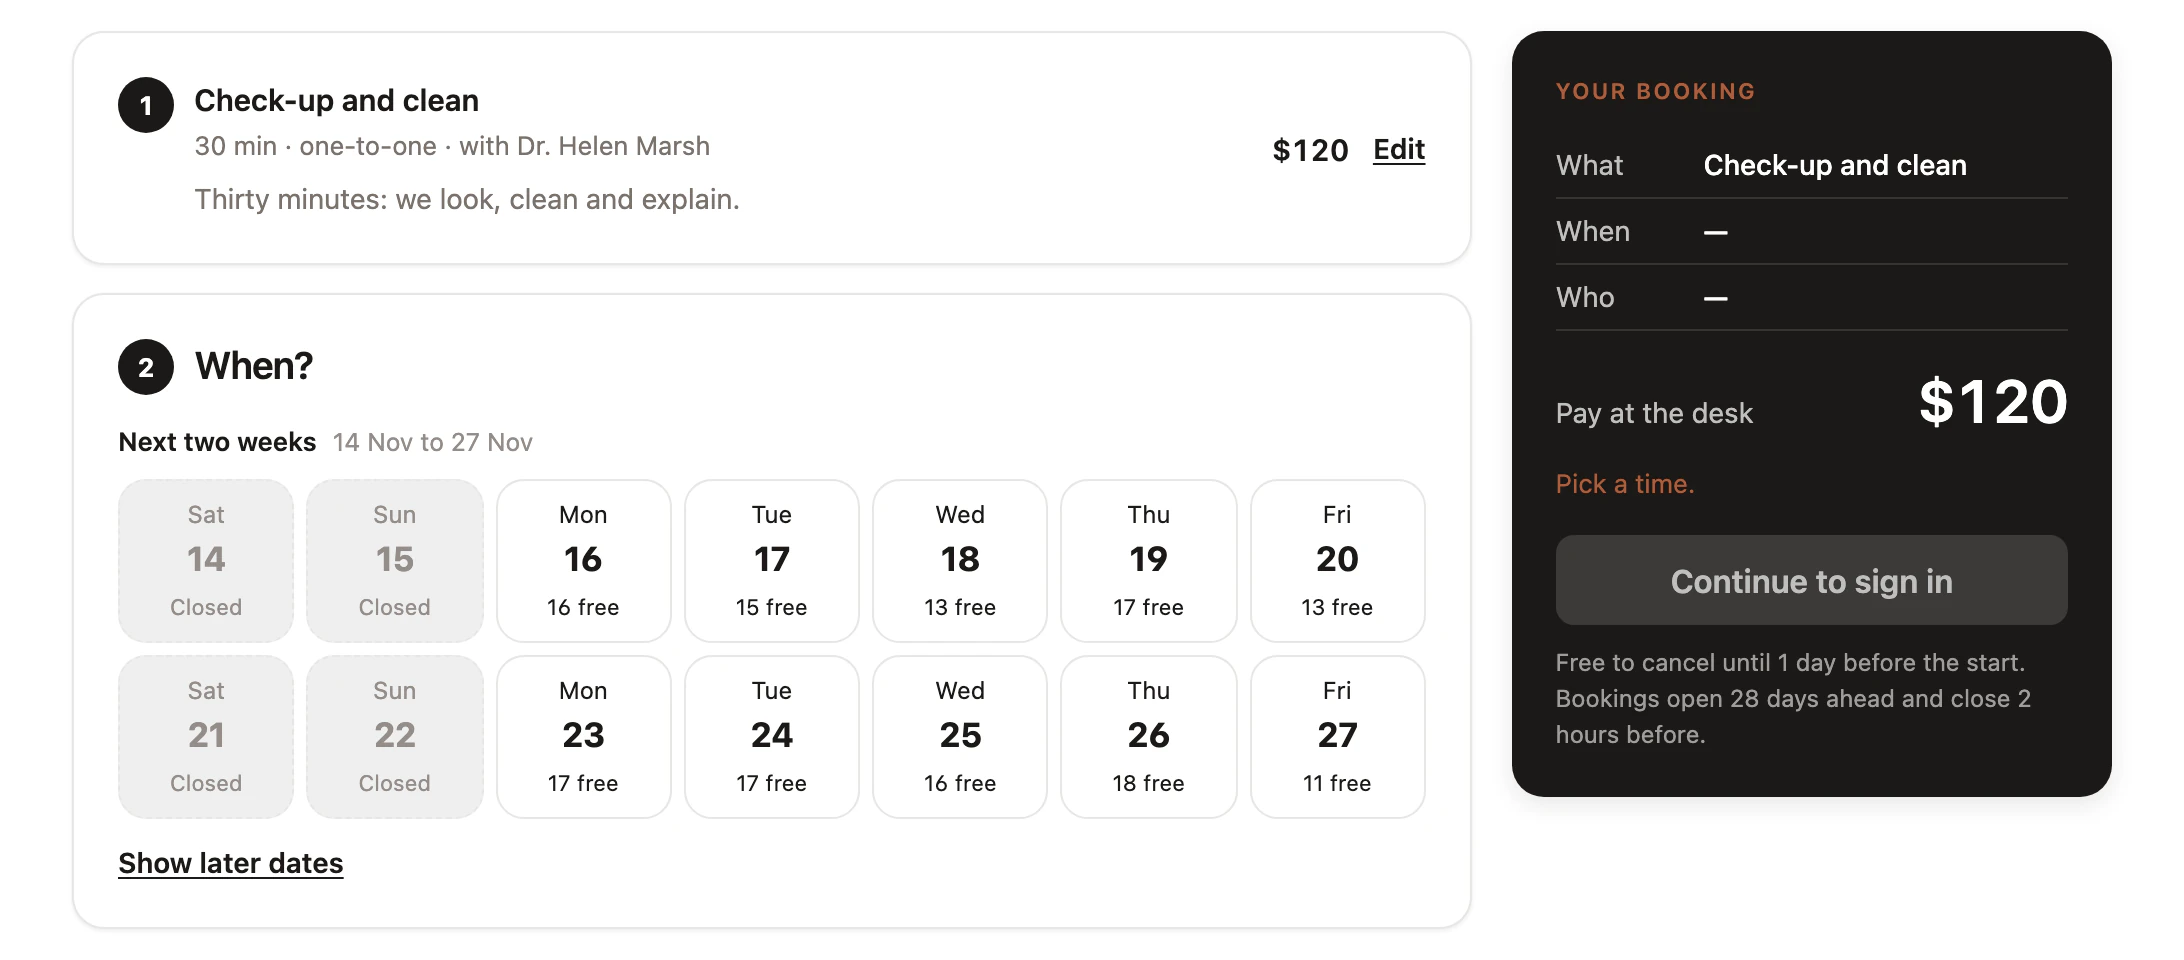 1
Check-up and clean
30 min · one-to-one · with Dr. Helen Marsh
Thirty minutes: we look, clean and explain.
$120 Edit
2 When?
Next two weeks 14 Nov to 27 Nov
Sat
14
Closed
Sun
15
Closed
Mon
16
16 free
Tue
17
15 free
Wed
18
13 free
Thu
19
17 free
Fri
20
13 free
Sat
21
Closed
Sun
22
Closed
Mon
23
17 free
Tue
24
17 free
Wed
25
16 free
Thu
26
18 free
Fri
27
11 free
Show later dates
YOUR BOOKING
What Check-up and clean
When —
Who —
Pay at the desk $120
Pick a time.
Continue to sign in
Free to cancel until 1 day before the start.
Bookings open 28 days ahead and close 2
hours before.